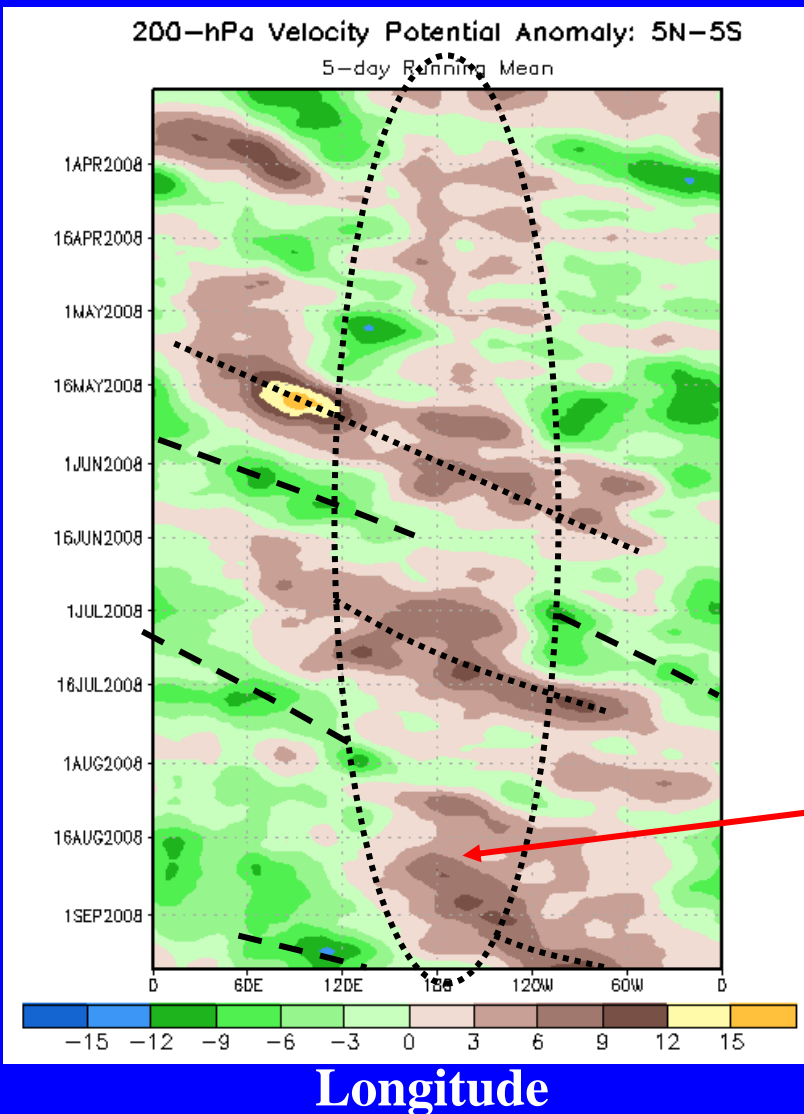 200-hPa Velocity Potential Anomaly: 5N-5S
5-day Running Mean
1APR2008
16APR2008
1MAY2008
16MAY2008
1JUN2008
16JUN2008
1JUL2008
16JUL2008
1AUG2008
16AUG2008
1SEP2008
0 60E 120E 180 120W 60W 0
-15 -12 -9 -6 -3 0 3 6 9 12 15
Longitude